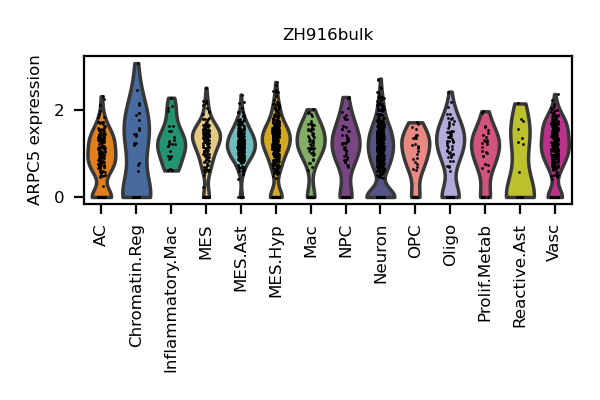 ZH916bulk
ARPC5 expression
2
0
AC
Chromatin.Reg
Inflammatory.Mac
MES
MES.Ast
MES.Hyp
Mac
NPC
Neuron
OPC
Oligo
Prolif.Metab
Reactive.Ast
Vasc